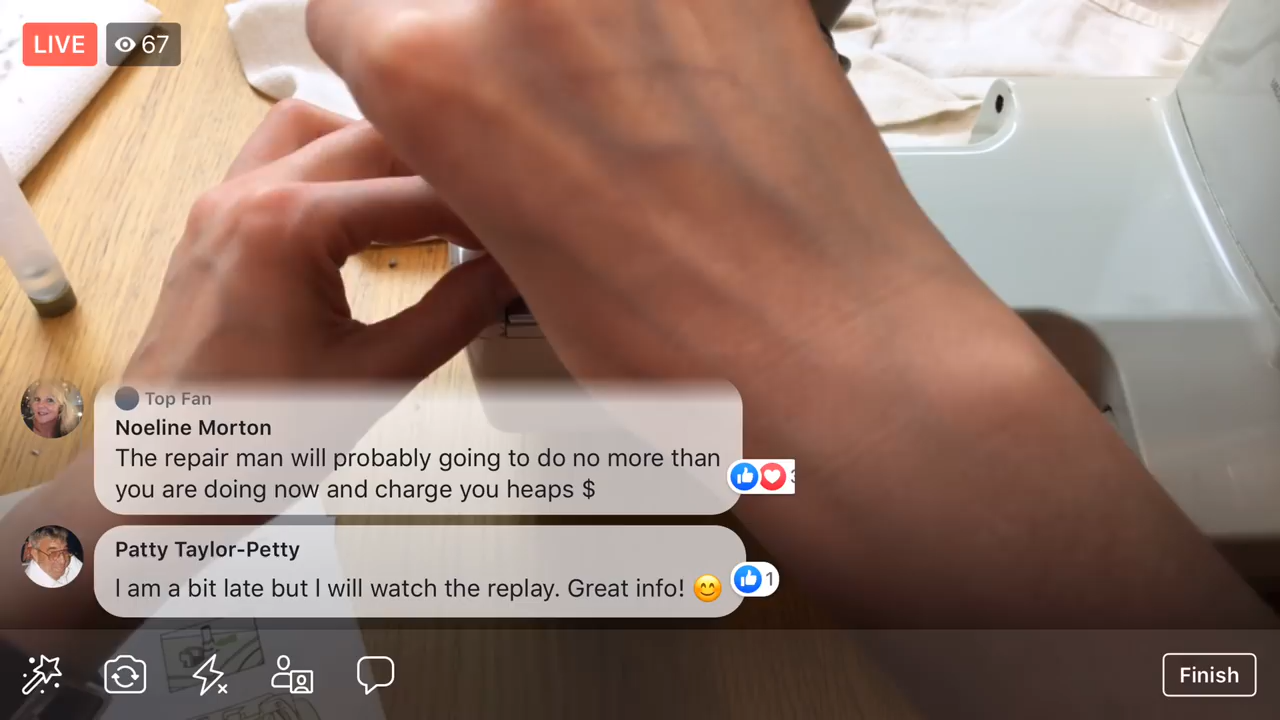 LIVE
67
Top Fan
Noeline Morton
The repair man will probably going to do no more than
you are doing now and charge you heaps $
Patty Taylor-Petty
I am a bit late but I will watch the replay. Great info! 😊
1
Finish